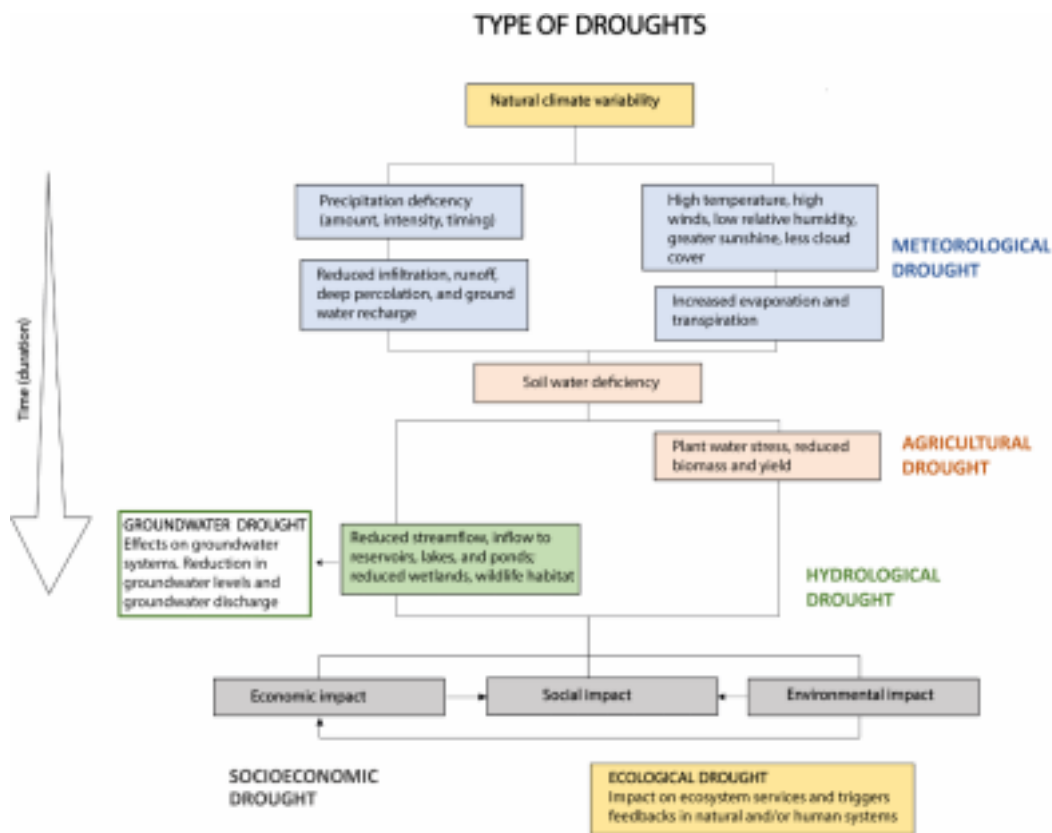 TYPE OF DROUGHTS
Natural climate variability
Precipitation deficency
(amount, intensity, timing)
High temperature, high
winds, low relative humidity,
greater sunshine, less cloud
cover
METEOROLOGICAL
DROUGHT
Reduced infiltration, runoff,
deep percolation, and ground
water recharge
Increased evaporation and
transpiration
Time (duration)
Soil water deficiency
Plant water stress, reduced
biomass and yield
AGRICULTURAL
DROUGHT
GROUNDWATER DROUGHT
Effects on groundwater
systems. Reduction in
groundwater levels and
groundwater discharge
Reduced streamflow, inflow to
reservoirs, lakes, and ponds;
reduced wetlands, wildlife habitat
HYDROLOGICAL
DROUGHT
Economic impact
Social impact
Environmental impact
SOCIOECONOMIC
DROUGHT
ECOLOGICAL DROUGHT
Impact on ecosystem services and triggers
feedbacks in natural and/or human systems